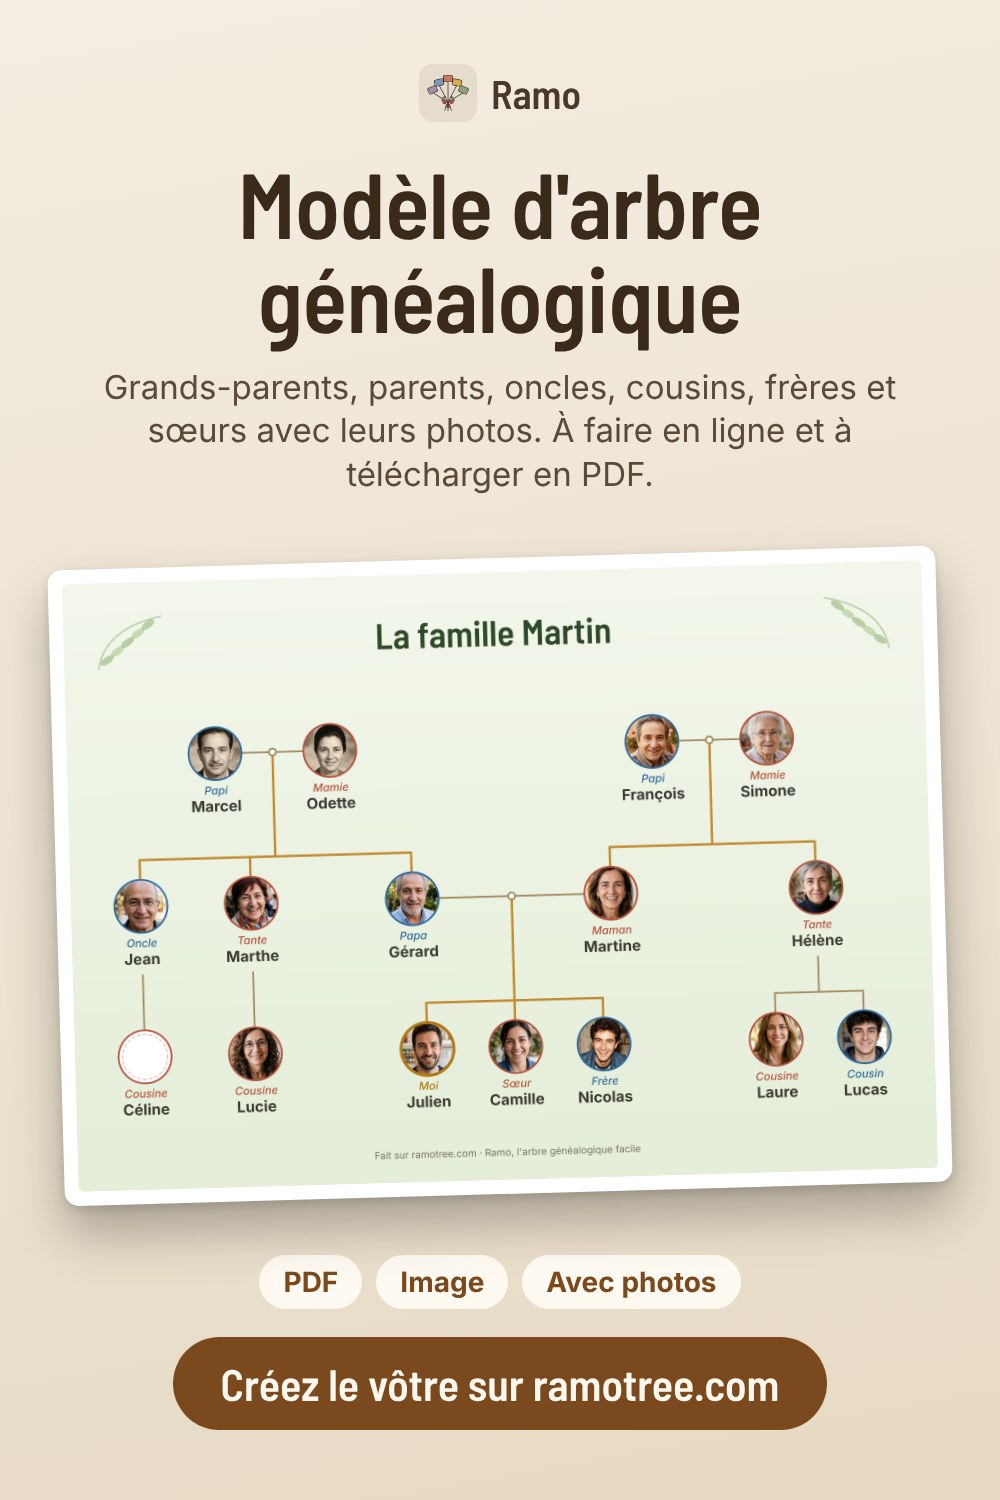 Ramo
Modèle d'arbre
généalogique
Grands-parents, parents, oncles, cousins, frères et
sœurs avec leurs photos. À faire en ligne et à
télécharger en PDF.
La famille Martin
Papi
Marcel
Mamie
Odette
Papi
François
Mamie
Simone
Oncle
Jean
Tante
Marthe
Papa
Gérard
Maman
Martine
Tante
Hélène
Cousine
Céline
Cousine
Lucie
Moi
Julien
Sœur
Camille
Frère
Nicolas
Cousine
Laure
Cousin
Lucas
Fait sur ramotree.com · Ramo, l'arbre généalogique facile
PDF
Image
Avec photos
Créez le vôtre sur ramotree.com